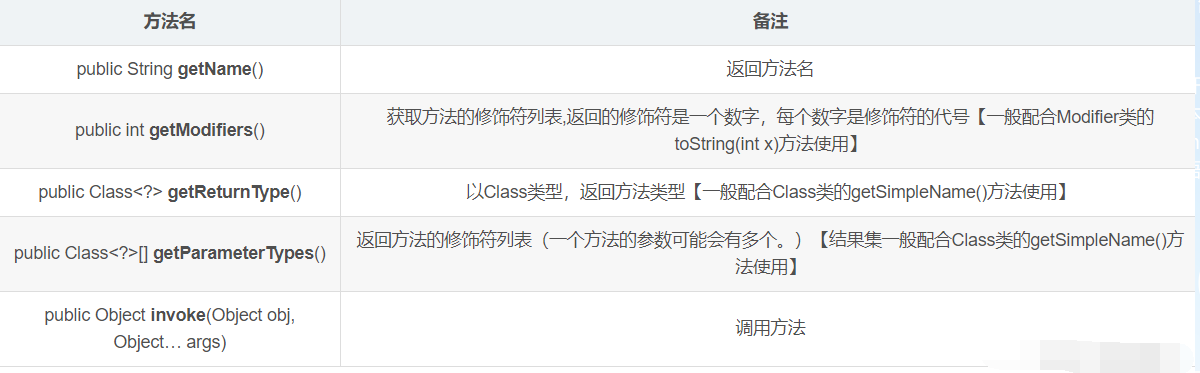 方法名 备注
public String getName() 返回方法名
public int getModifiers() 获取方法的修饰符列表,返回的修饰符是一个数字，每个数字是修饰符的代号【一般配合Modifier类的
toString(int x)方法使用】
public Class<?> getReturnType() 以Class类型，返回方法类型【一般配合Class类的getSimpleName()方法使用】
public Class<?>[] getParameterTypes() 返回方法的修饰符列表（一个方法的参数可能会有多个。）【结果集一般配合Class类的getSimpleName()方
法使用】
public Object invoke(Object obj,
Object… args) 调用方法